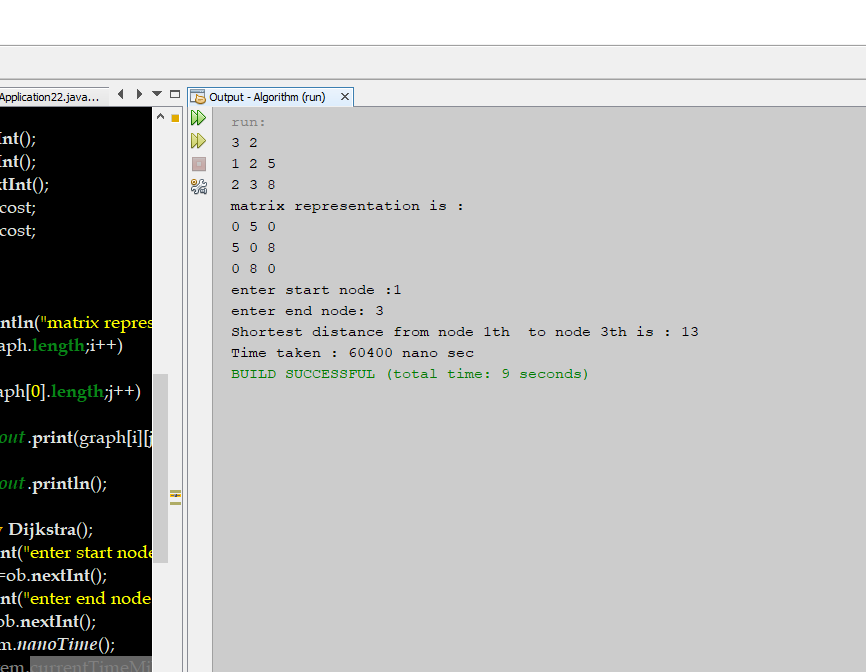 Application22.java...
Output - Algorithm (run)
Int();
Int();
tInt();
cost;
cost;
ntln("matrix repres
aph.length;i++)
aph[0].length;j++)
out.print(graph[i][j
out.println();
Dijkstra();
nt("enter start node
=ob.nextInt();
nt("enter end node
ob.nextInt();
m.nanoTime();
em.currentTimeMi
run:
3 2
1 2 5
2 3 8
matrix representation is :
0 5 0
5 0 8
0 8 0
enter start node :1
enter end node: 3
Shortest distance from node 1th  to node 3th is : 13
Time taken : 60400 nano sec
BUILD SUCCESSFUL (total time: 9 seconds)